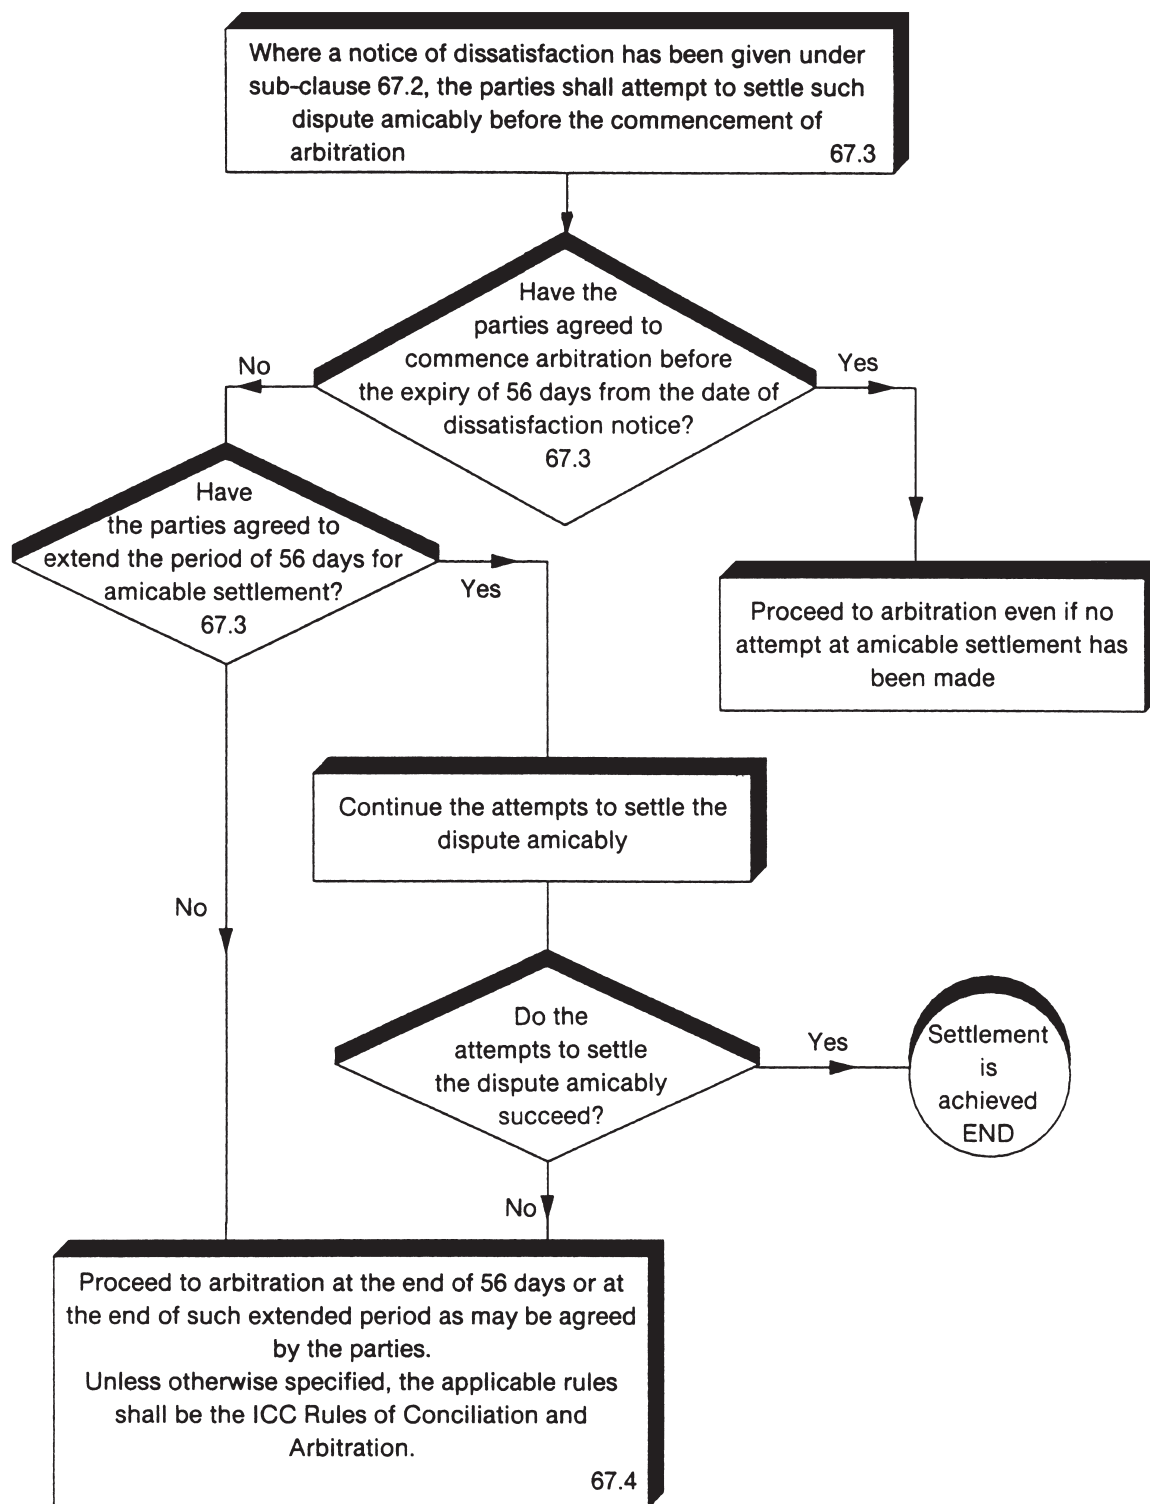 Where a notice of dissatisfaction has been given under
sub-clause 67.2, the parties shall attempt to settle such
dispute amicably before the commencement of
arbitration 67.3
Have the
parties agreed to
commence arbitration before
the expiry of 56 days from the date of
dissatisfaction notice?
67.3
No
Yes
Have
the parties agreed to
extend the period of 56 days for
amicable settlement?
67.3
Yes
Proceed to arbitration even if no
attempt at amicable settlement has
been made
Continue the attempts to settle the
dispute amicably
No
Do the
attempts to settle
the dispute amicably
succeed?
Yes
Settlement
is
achieved
END
No
Proceed to arbitration at the end of 56 days or at
the end of such extended period as may be agreed
by the parties.
Unless otherwise specified, the applicable rules
shall be the ICC Rules of Conciliation and
Arbitration.
67.4